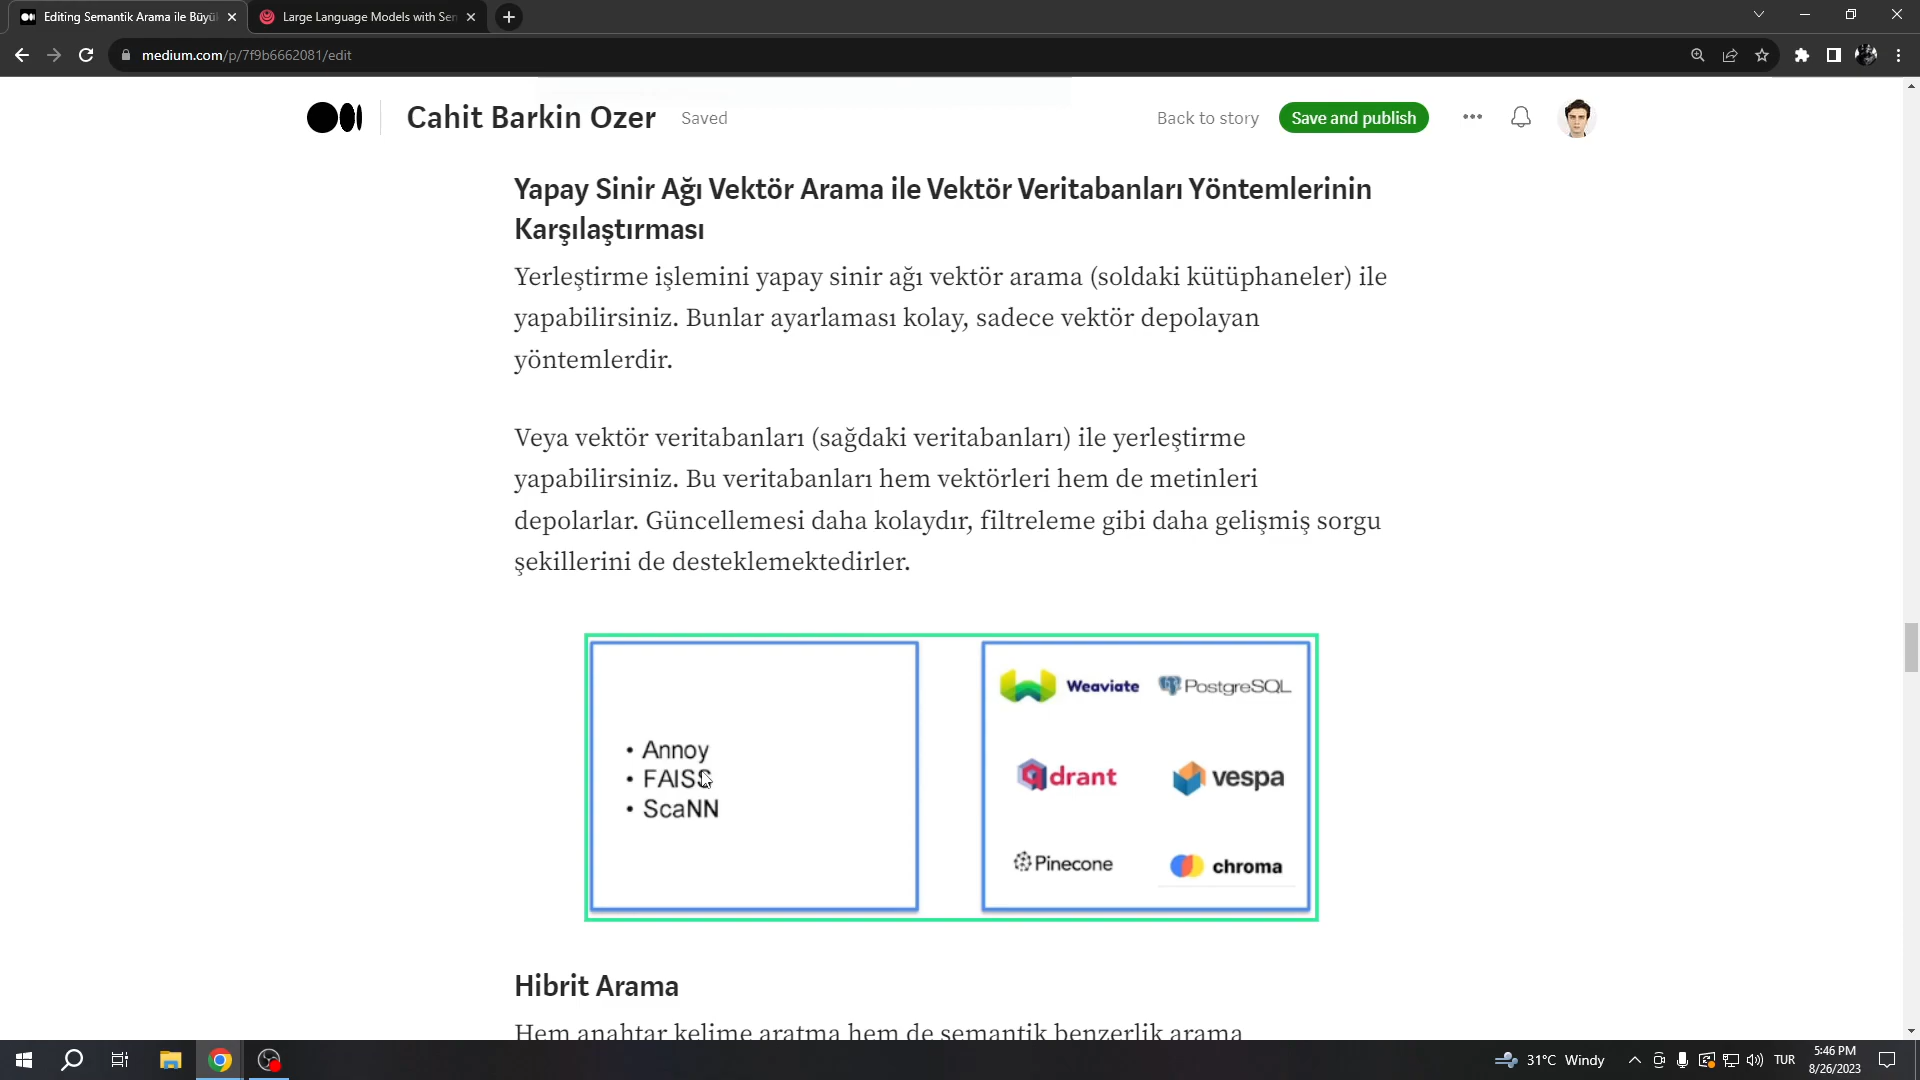 Editing Semantik Arama ile Büyü
Large Language Models with Sem
medium.com/p/7f9b6662081/edit
Cahit Barkin Ozer
Saved
Back to story
Save and publish
Yapay Sinir Ağı Vektör Arama ile Vektör Veritabanları Yöntemlerinin
Karşılaştırması
Yerleştirme işlemini yapay sinir ağı vektör arama (soldaki kütüphaneler) ile
yapabilirsiniz. Bunlar ayarlaması kolay, sadece vektör depolayan
yöntemlerdir.
Veya vektör veritabanları (sağdaki veritabanları) ile yerleştirme
yapabilirsiniz. Bu veritabanları hem vektörleri hem de metinleri
depolarlar. Güncellemesi daha kolaydır, filtreleme gibi daha gelişmiş sorgu
şekillerini de desteklemektedirler.
• Annoy
• FAISS
• ScaNN
Weaviate
PostgreSQL
qdrant
vespa
Pinecone
chroma
Hibrit Arama
Hem anahtar kelime aratma hem de semantik benzerlik arama
31°C Windy
TUR
5:46 PM
8/26/2023